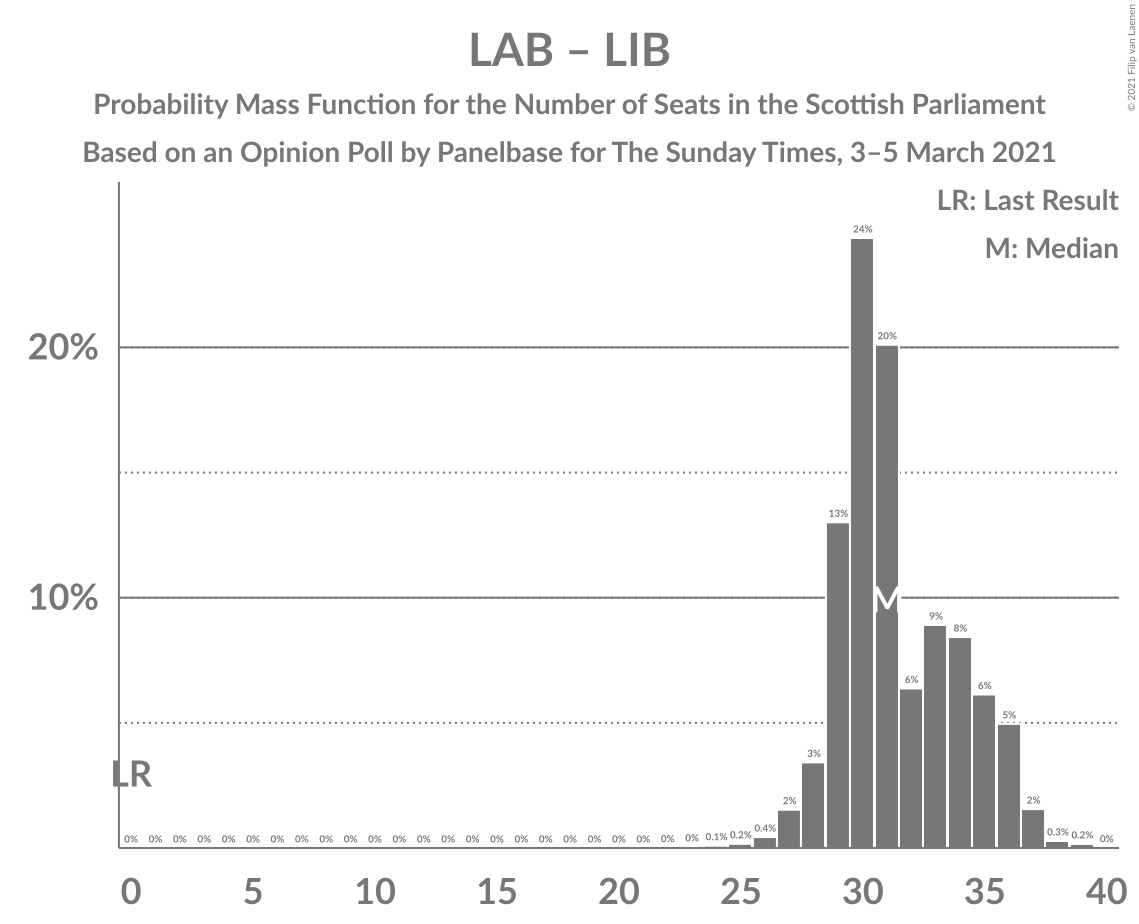 © 2021 Filip van Laenen
LAB – LIB
Probability Mass Function for the Number of Seats in the Scottish Parliament
Based on an Opinion Poll by Panelbase for The Sunday Times, 3–5 March 2021
LR: Last Result
M: Median
24%
20%
20%
13%
M
10%
9%
8%
6%
6%
5%
3%
LR
2%
2%
0% 0% 0% 0% 0% 0% 0% 0% 0% 0% 0% 0% 0% 0% 0% 0% 0% 0% 0% 0% 0% 0% 0% 0% 0.1% 0.2% 0.4% 0.3% 0.2% 0%
0 5 10 15 20 25 30 35 40